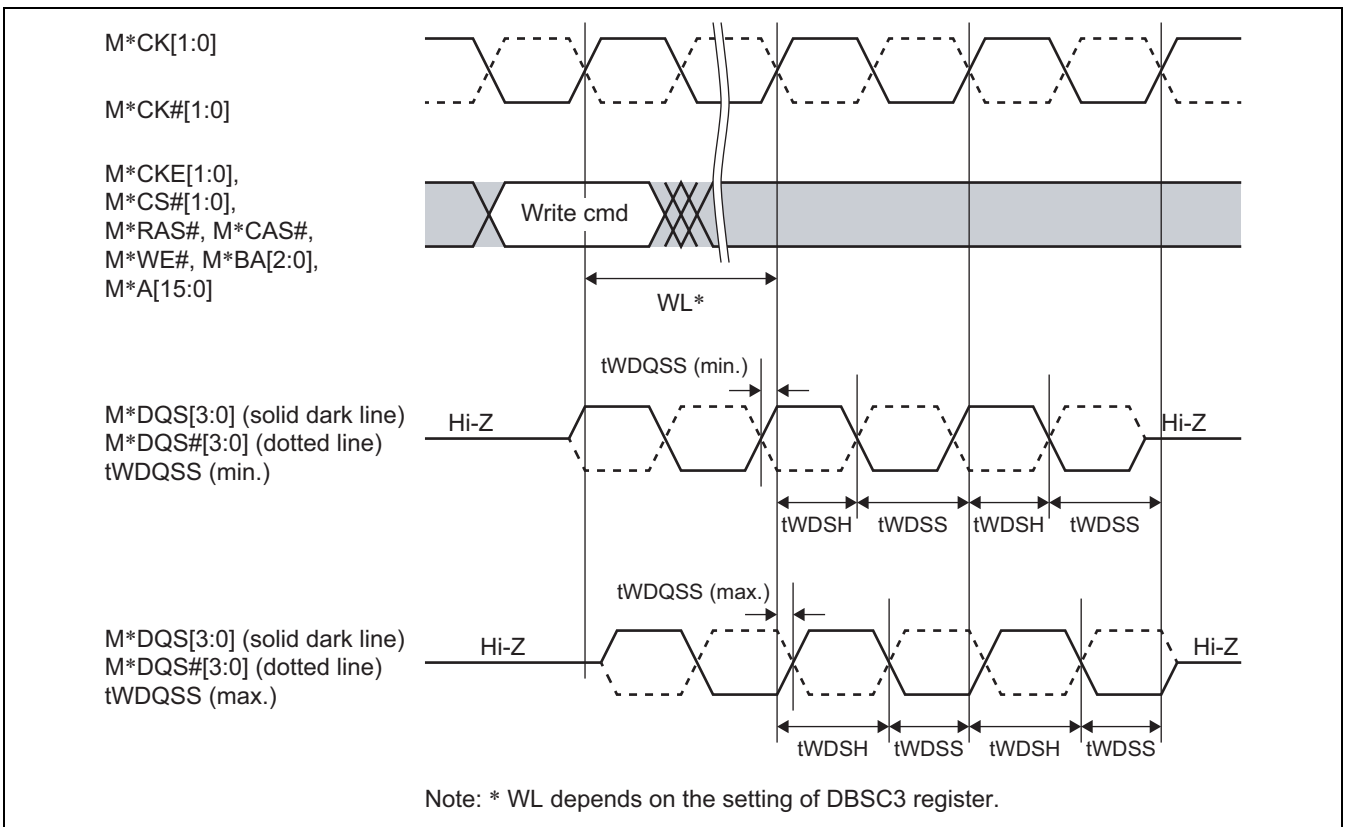 M*CK[1:0]
M*CK#[1:0]
M*CKE[1:0],
M*CS#[1:0],
M*RAS#, M*CAS#,
M*WE#, M*BA[2:0],
M*A[15:0]
Write cmd
WL*
tWDQSS (min.)
M*DQS[3:0] (solid dark line)
M*DQS#[3:0] (dotted line)
tWDQSS (min.)
Hi-Z
Hi-Z
tWDSH
tWDSS
tWDSH
tWDSS
tWDQSS (max.)
M*DQS[3:0] (solid dark line)
M*DQS#[3:0] (dotted line)
tWDQSS (max.)
Hi-Z
Hi-Z
tWDSH
tWDSS
tWDSH
tWDSS
Note: * WL depends on the setting of DBSC3 register.